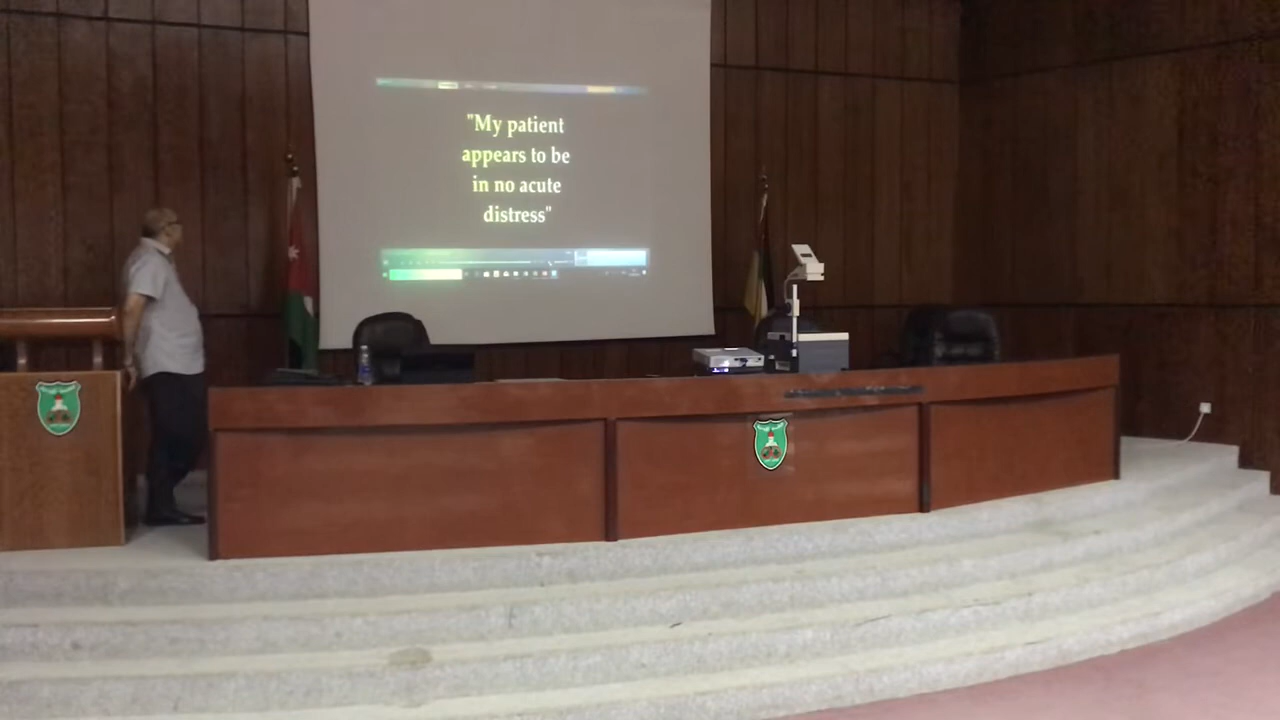 "My patient
appears to be
in no acute
distress"